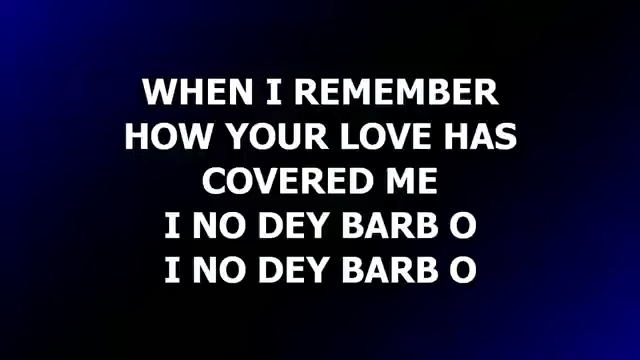 WHEN I REMEMBER
HOW YOUR LOVE HAS
COVERED ME
I NO DEY BARB O
I NO DEY BARB O